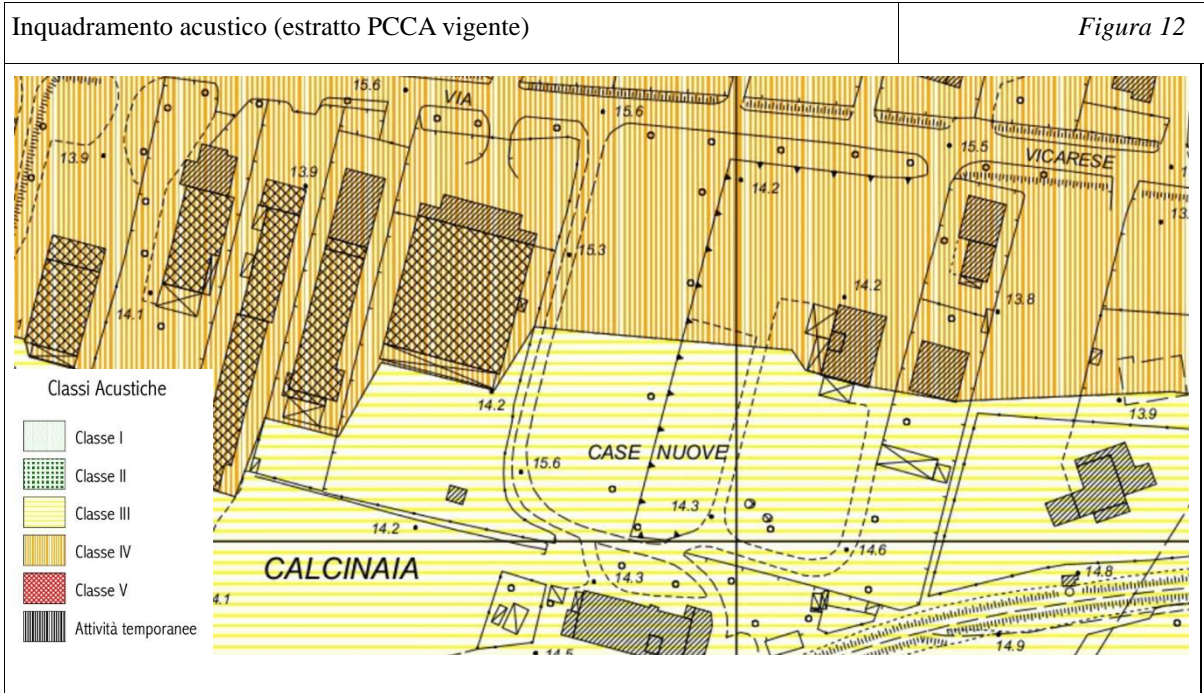 Inquadramento acustico (estratto PCCA vigente)
Figura 12
15.6
VIA
15.6
15.5
VICARESE
13.9
13.9
14.2
15.3
14.1
14.2
13.8
14.2
13.9
CASE NUOVE
15.6
14.3
14.2
14.6
CALCINAIA
14.3
14.8
14.9
Classi Acustiche
Classe I
Classe II
Classe III
Classe IV
Classe V
Attività temporanee